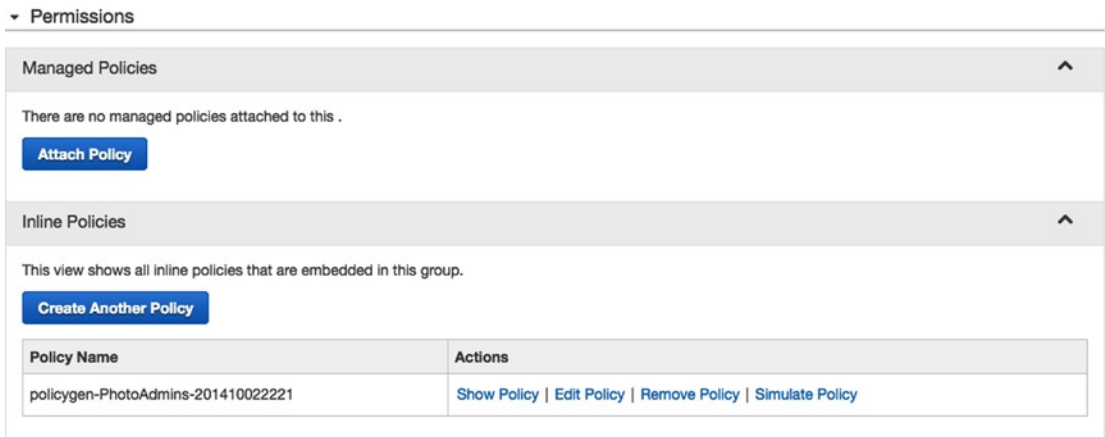 Permissions
Managed Policies
There are no managed policies attached to this .
Attach Policy
Inline Policies
This view shows all inline policies that are embedded in this group.
Create Another Policy
Policy Name Actions
policygen-PhotoAdmins-201410022221 Show Policy | Edit Policy | Remove Policy | Simulate Policy